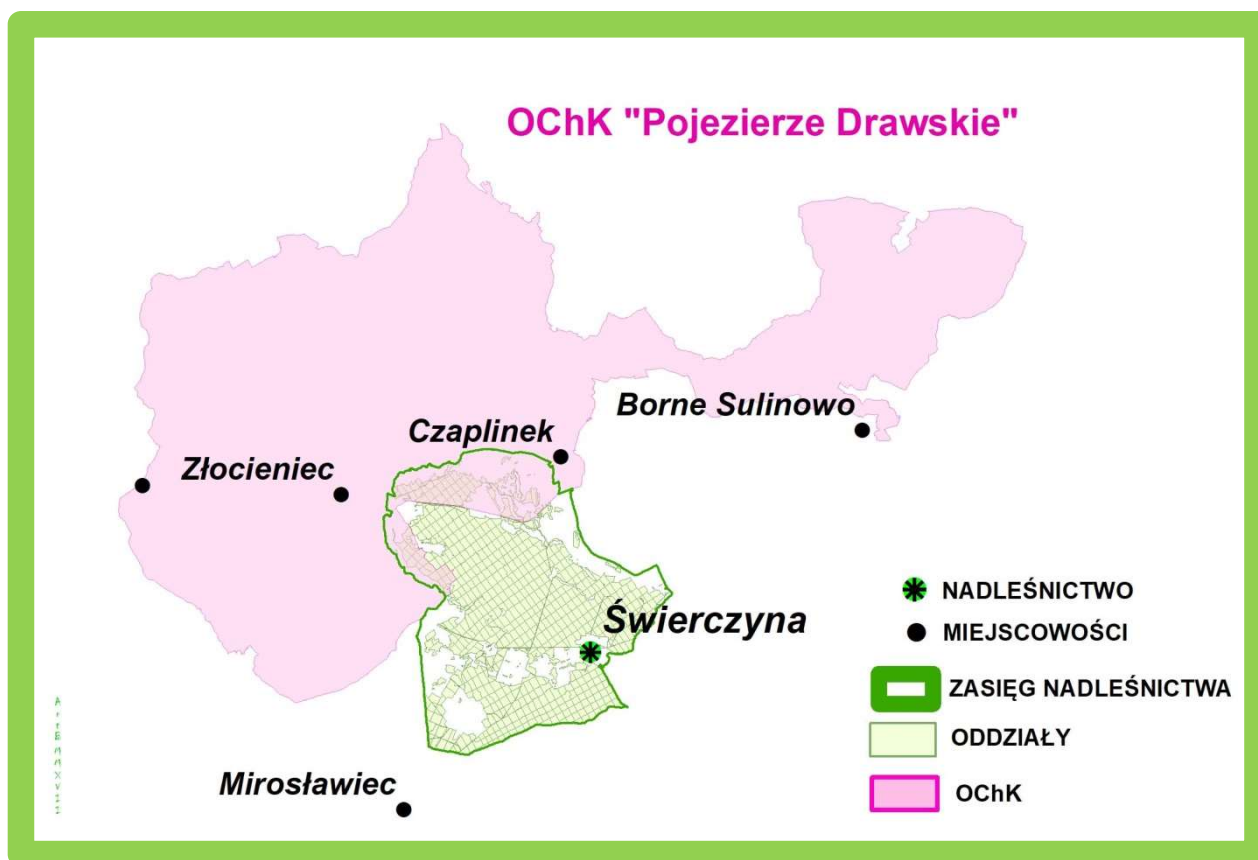 OChK "Pojezierze Drawskie"
Borne Sulinowo
Czaplinek
Złocieniec
Świerczyna
Mirosławiec
NADLEŚNICTWO
MIEJSCOWOŚCI
ZASIĘG NADLEŚNICTWA
ODDZIAŁY
OChK